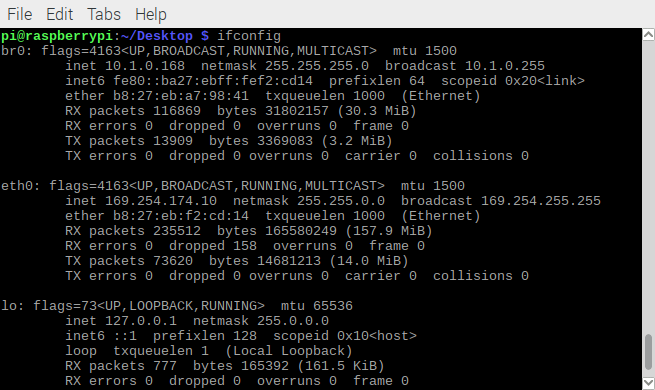 File Edit Tabs Help
pi@raspberrypi:~/Desktop $ ifconfig
br0: flags=4163<UP,BROADCAST,RUNNING,MULTICAST>  mtu 1500
        inet 10.1.0.168  netmask 255.255.255.0  broadcast 10.1.0.255
        inet6 fe80::ba27:ebff:fef2:cd14  prefixlen 64  scopeid 0x20<link>
        ether b8:27:eb:a7:98:41  txqueuelen 1000  (Ethernet)
        RX packets 116869  bytes 31802157 (30.3 MiB)
        RX errors 0  dropped 0  overruns 0  frame 0
        TX packets 13909  bytes 3369083 (3.2 MiB)
        TX errors 0  dropped 0 overruns 0  carrier 0  collisions 0
eth0: flags=4163<UP,BROADCAST,RUNNING,MULTICAST>  mtu 1500
        inet 169.254.174.10  netmask 255.255.0.0  broadcast 169.254.255.255
        ether b8:27:eb:f2:cd:14  txqueuelen 1000  (Ethernet)
        RX packets 235512  bytes 165580249 (157.9 MiB)
        RX errors 0  dropped 158  overruns 0  frame 0
        TX packets 73620  bytes 14681213 (14.0 MiB)
        TX errors 0  dropped 0 overruns 0  carrier 0  collisions 0
lo: flags=73<UP,LOOPBACK,RUNNING>  mtu 65536
        inet 127.0.0.1  netmask 255.0.0.0
        inet6 ::1  prefixlen 128  scopeid 0x10<host>
        loop  txqueuelen 1  (Local Loopback)
        RX packets 777  bytes 165392 (161.5 KiB)
        RX errors 0  dropped 0  overruns 0  frame 0